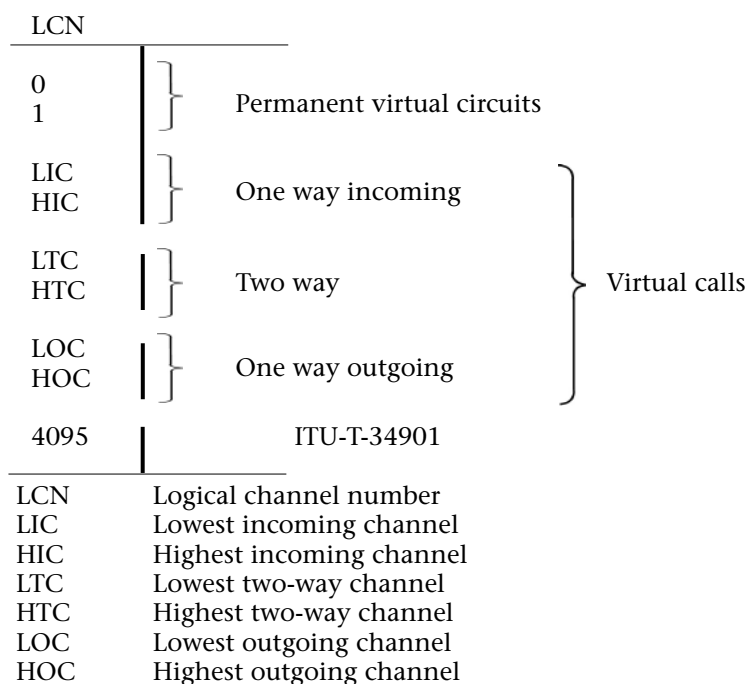 LCN
0
1
Permanent virtual circuits
LIC
HIC
One way incoming
LTC
HTC
Two way
Virtual calls
LOC
HOC
One way outgoing
4095 ITU-T-34901
LCN Logical channel number
LIC Lowest incoming channel
HIC Highest incoming channel
LTC Lowest two-way channel
HTC Highest two-way channel
LOC Lowest outgoing channel
HOC Highest outgoing channel